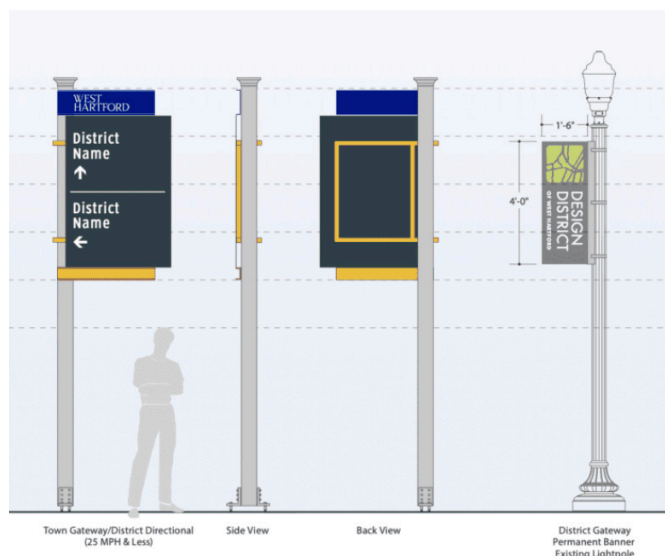 WEST
HARTFORD
District
Name
↑
District
Name
←
1'-6"
4'-0"
DESIGN
DISTRICT
OF WEST HARTFORD
Town Gateway/District Directional
(25 MPH & Less)
Side View
Back View
District Gateway
Permanent Banner
Existing Lightpole